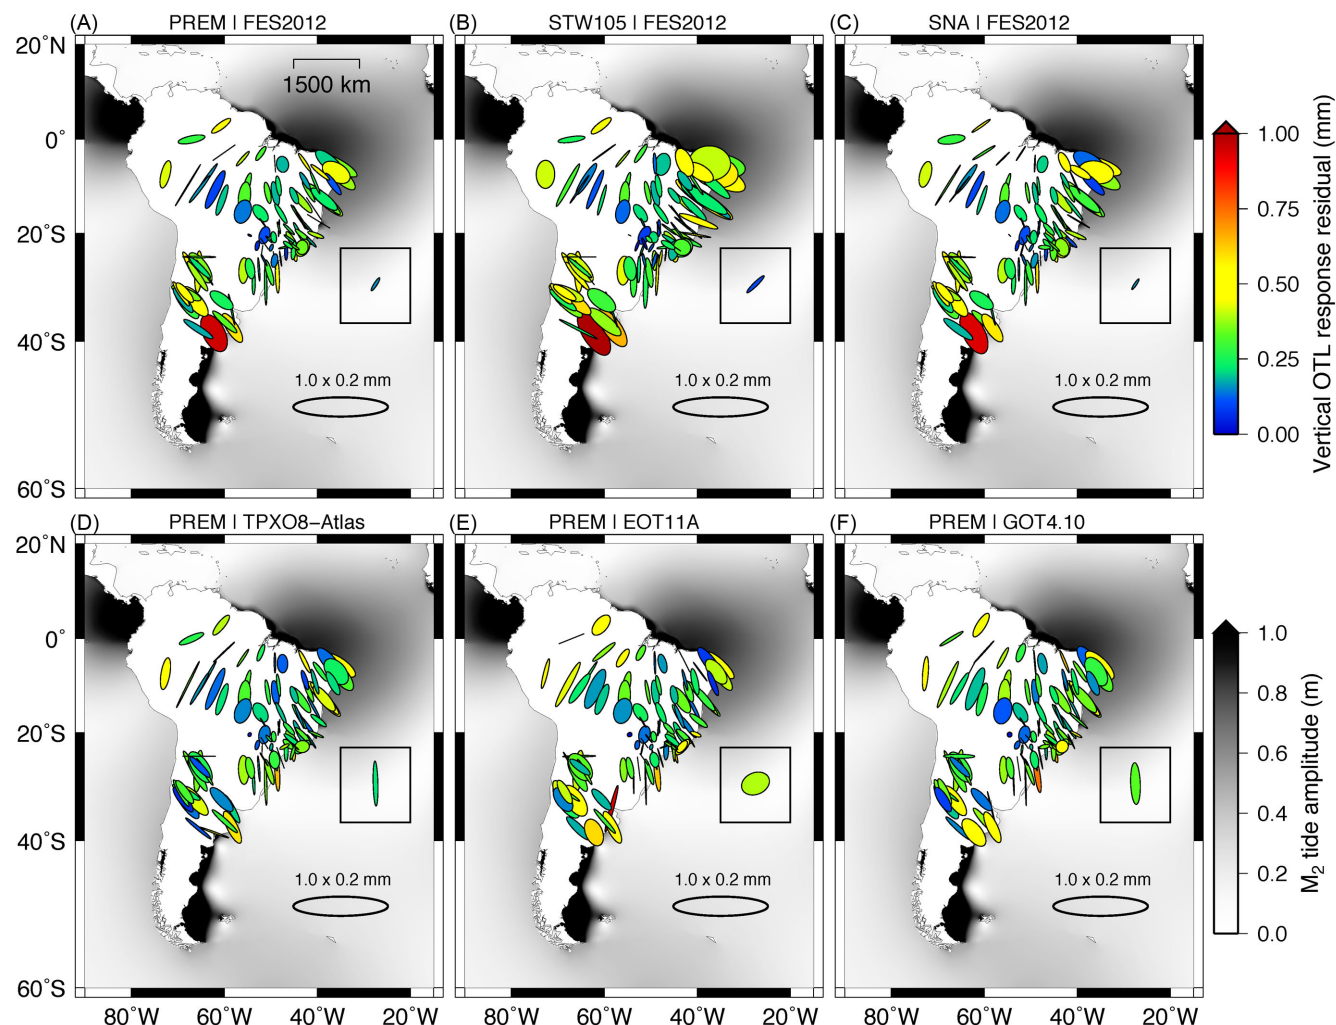 (A) PREM | FES2012
(B) STW105 | FES2012
(C) SNA | FES2012
20°N
0°
20°S
40°S
60°S
1500 km
1.0 x 0.2 mm
1.0 x 0.2 mm
1.0 x 0.2 mm
1.00
0.75
0.50
0.25
0.00
Vertical OTL response residual (mm)
(D) PREM | TPXO8−Atlas
(E) PREM | EOT11A
(F) PREM | GOT4.10
20°N
0°
20°S
40°S
60°S
1.0 x 0.2 mm
1.0 x 0.2 mm
1.0 x 0.2 mm
80°W 60°W 40°W 20°W
80°W 60°W 40°W 20°W
80°W 60°W 40°W 20°W
1.0
0.8
0.6
0.4
0.2
0.0
M₂ tide amplitude (m)